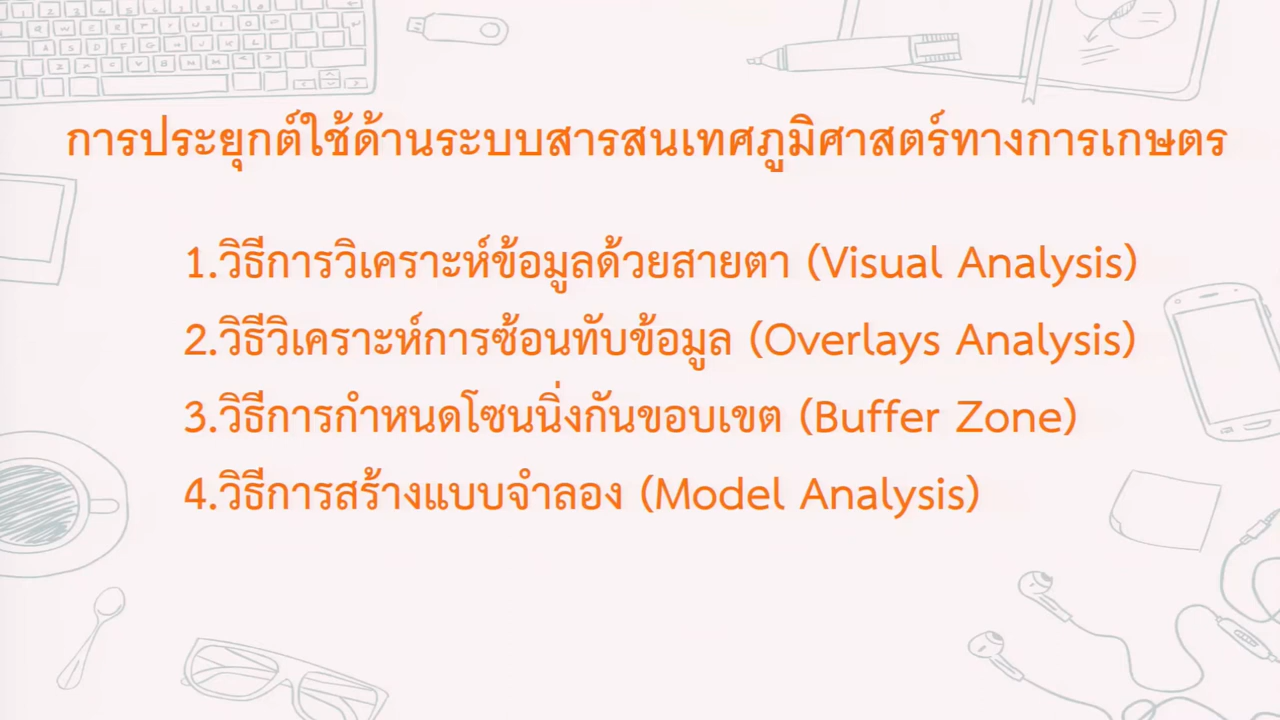 การประยุกต์ใช้ด้านระบบสารสนเทศภูมิศาสตร์ทางการเกษตร
1.วิธีการวิเคราะห์ข้อมูลด้วยสายตา (Visual Analysis)
2.วิธีวิเคราะห์การซ้อนทับข้อมูล (Overlays Analysis)
3.วิธีการกำหนดโซนนิ่งกันขอบเขต (Buffer Zone)
4.วิธีการสร้างแบบจำลอง (Model Analysis)